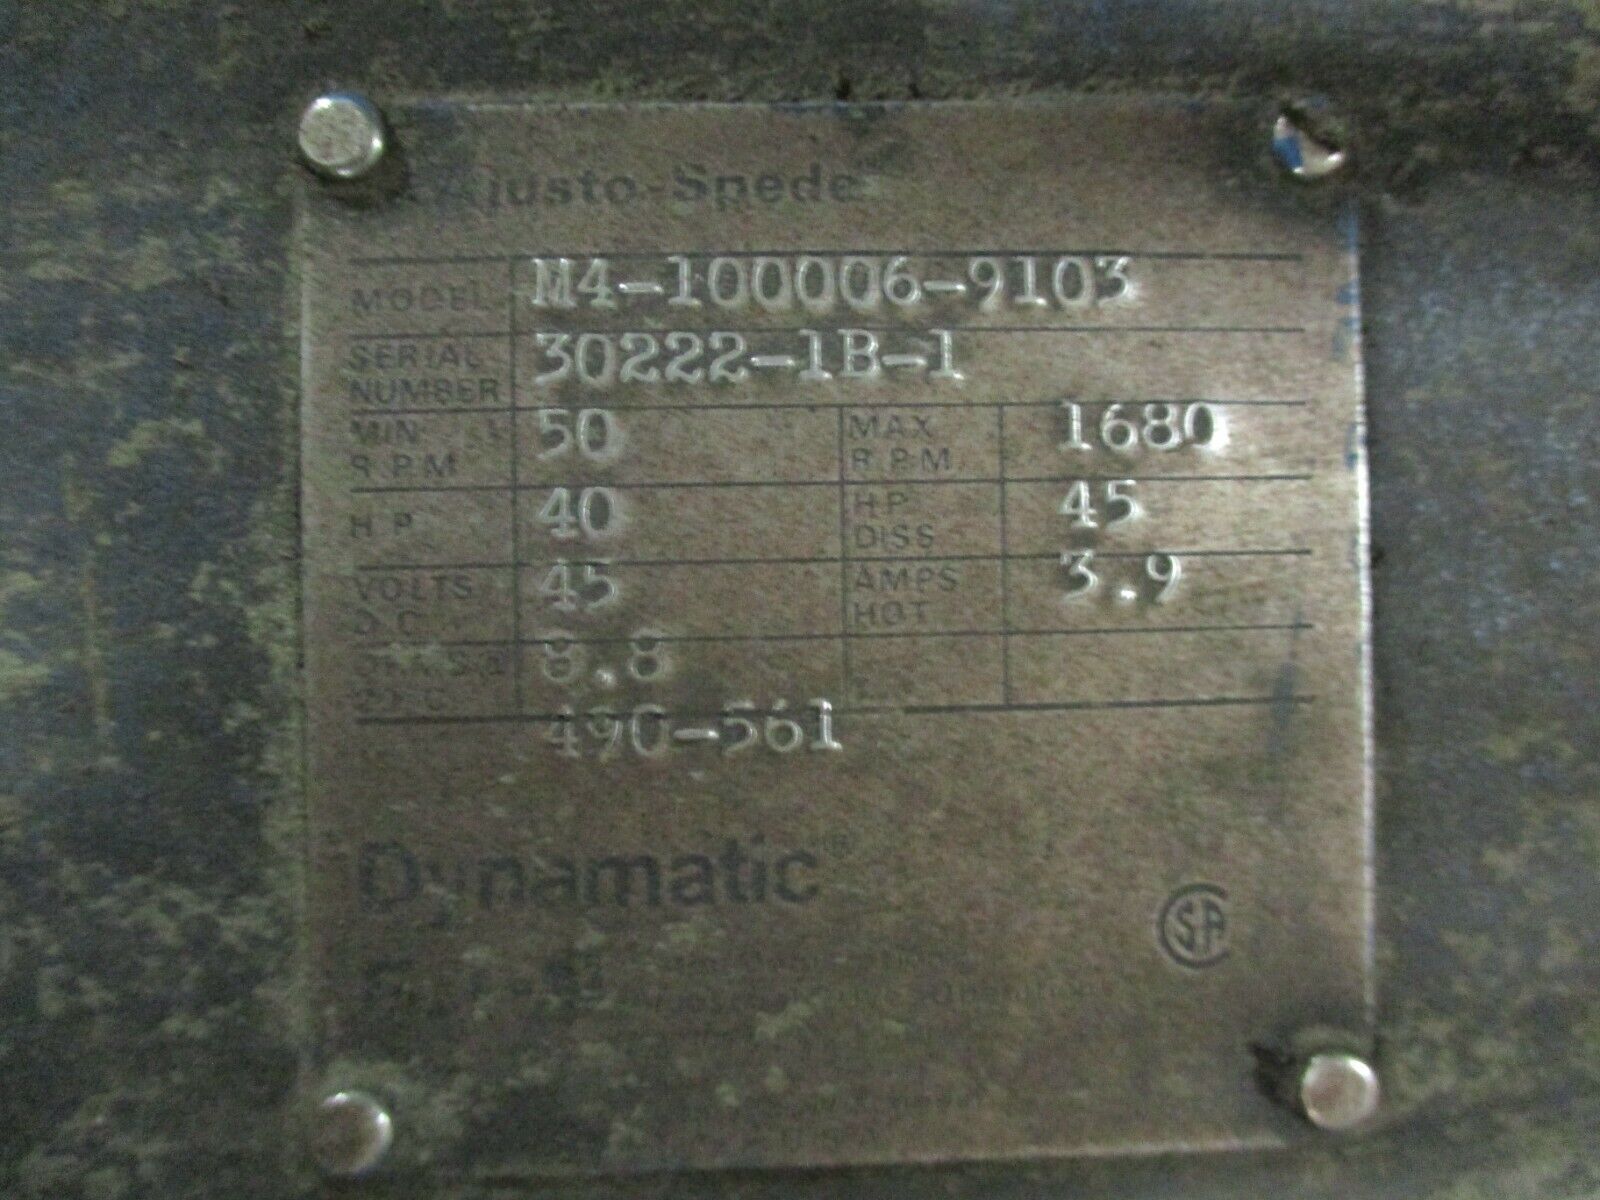 Ajusto-Spede
MODEL M4-100006-9103
SERIAL NUMBER 30222-1B-1
MIN. R.P.M. 50 MAX. R.P.M. 1680
H.P. 40 H.P. DISS 45
VOLTS D.C. 45 AMPS HOT 3.9
8.8
490-561
Dynamatic®